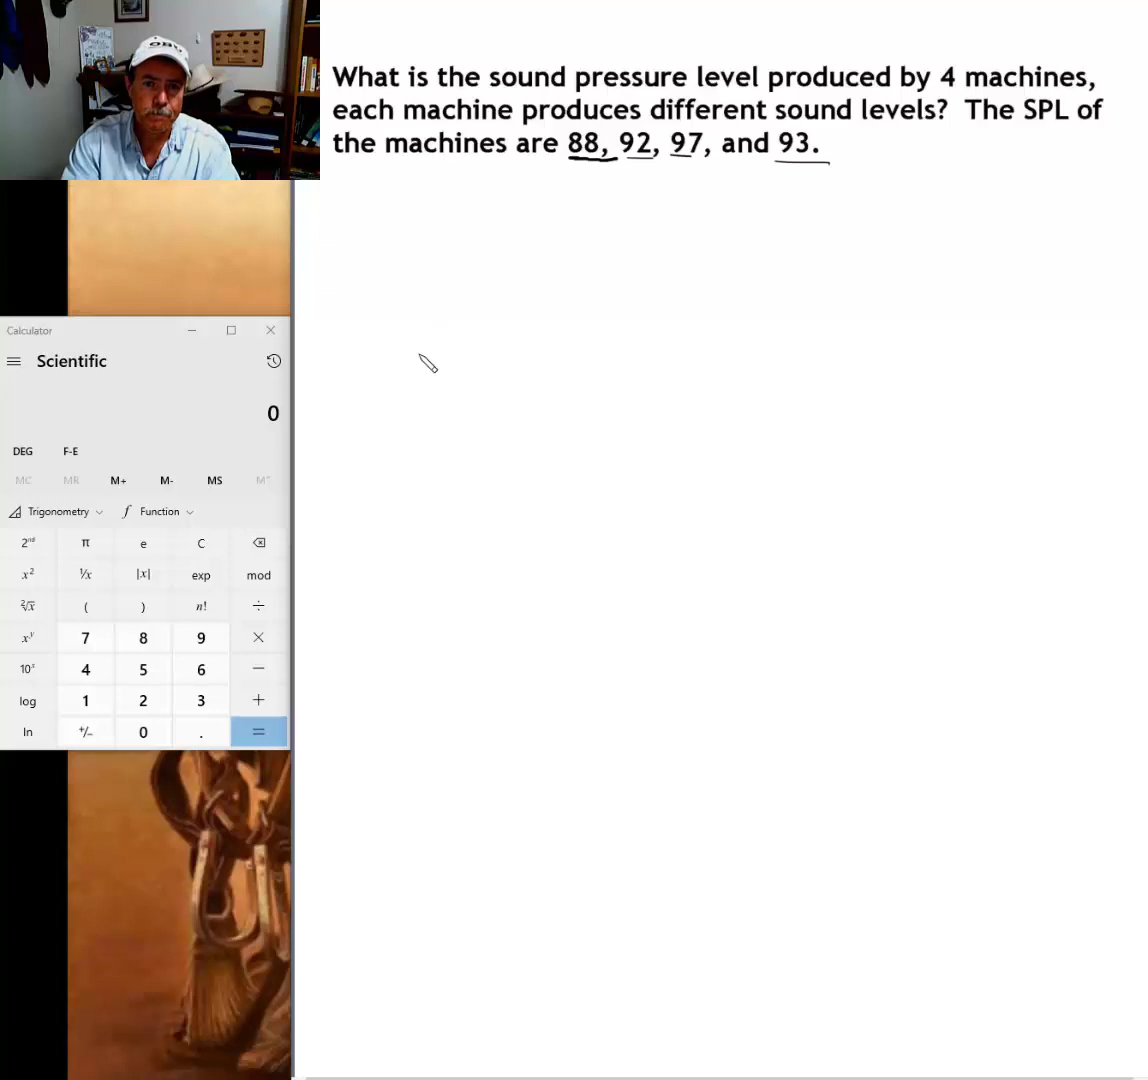 OBU
What is the sound pressure level produced by 4 machines,
each machine produces different sound levels? The SPL of
the machines are 88, 92, 97, and 93.
Calculator
Scientific
0
DEG F-E
MC MR M+ M- MS M˅
Trigonometry f Function
2ⁿᵈ π e C
x² ⅟x |x| exp mod
²√x ( ) n! ÷
xʸ 7 8 9 ×
10ˣ 4 5 6 −
log 1 2 3 +
ln +/− 0 . =